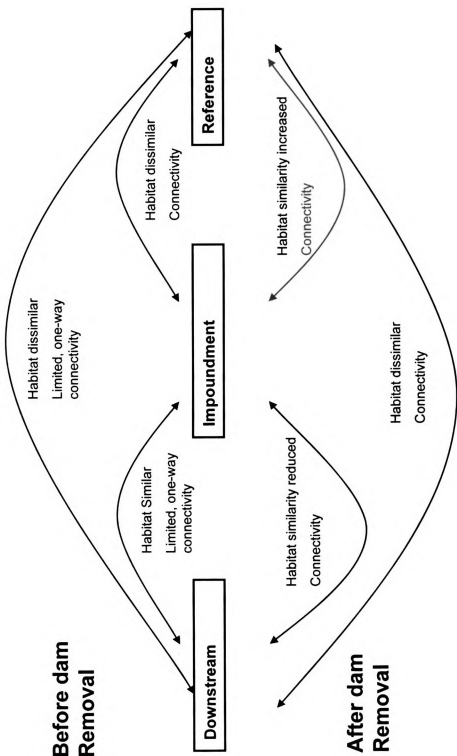 Before dam
Removal
Habitat dissimilar
Limited, one-way
connectivity
Habitat Similar
Limited, one-way
connectivity
Habitat dissimilar
Connectivity
Downstream
Impoundment
Reference
Habitat similarity reduced
Connectivity
Habitat similarity increased
Connectivity
Habitat dissimilar
Connectivity
After dam
Removal